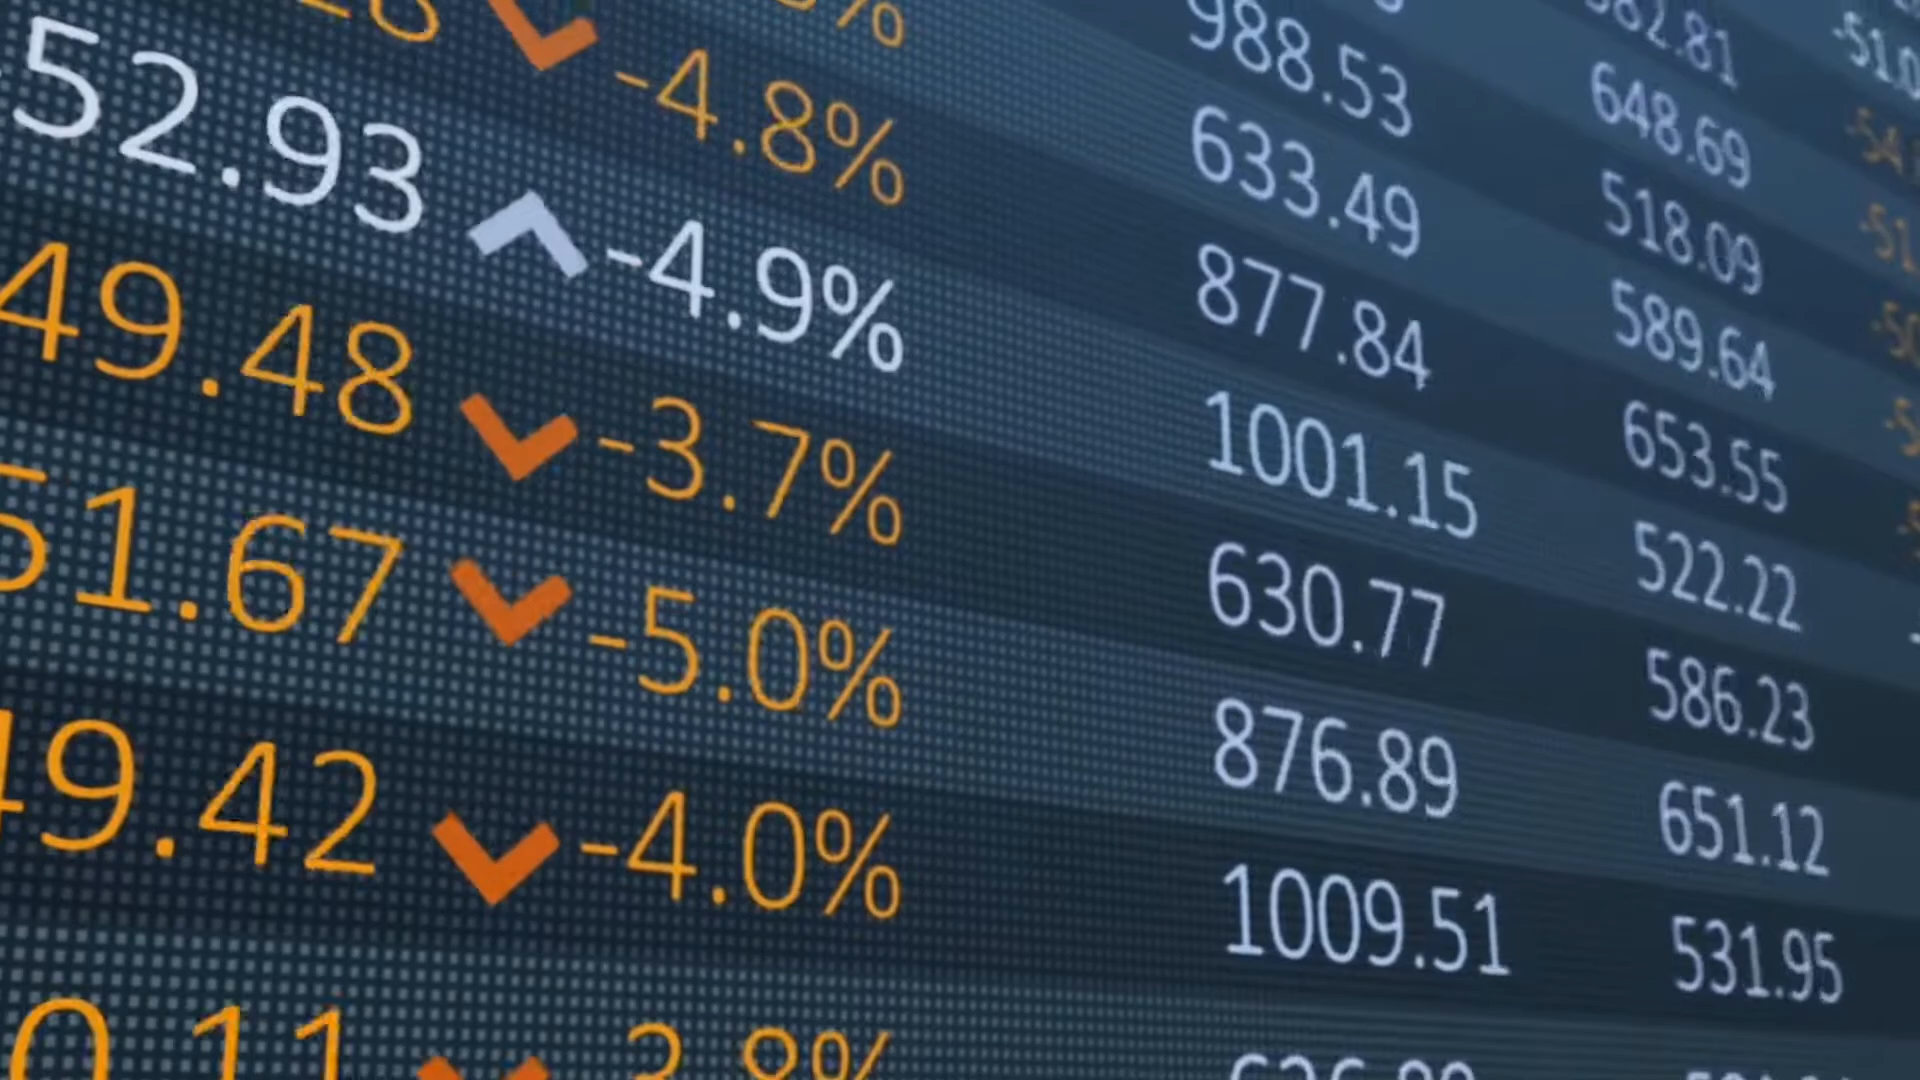 -4.8% 988.53 648.69
52.93 -4.9% 633.49 518.09
49.48 -3.7% 877.84 589.64
51.67 -5.0% 1001.15 653.55
49.42 -4.0% 630.77 522.22
876.89 586.23
1009.51 651.12
531.95